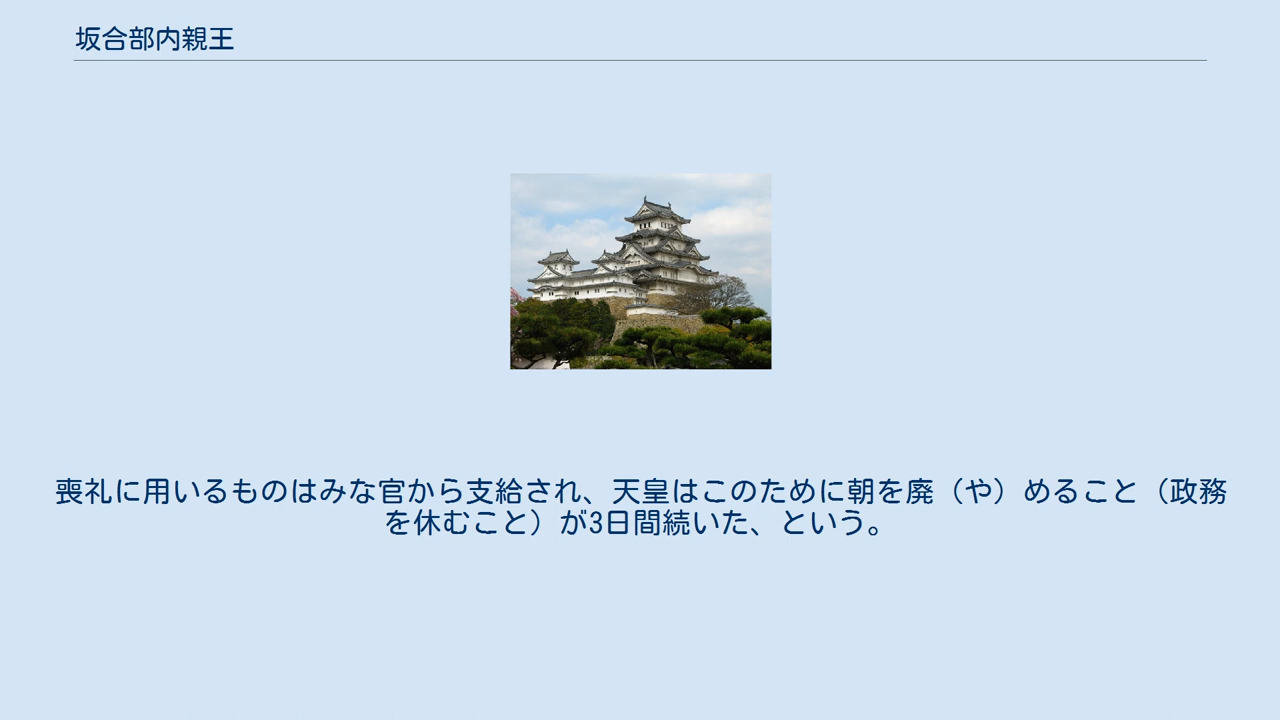 坂合部内親王
喪礼に用いるものはみな官から支給され、天皇はこのために朝を廃（や）めること（政務
を休むこと）が3日間続いた、という。